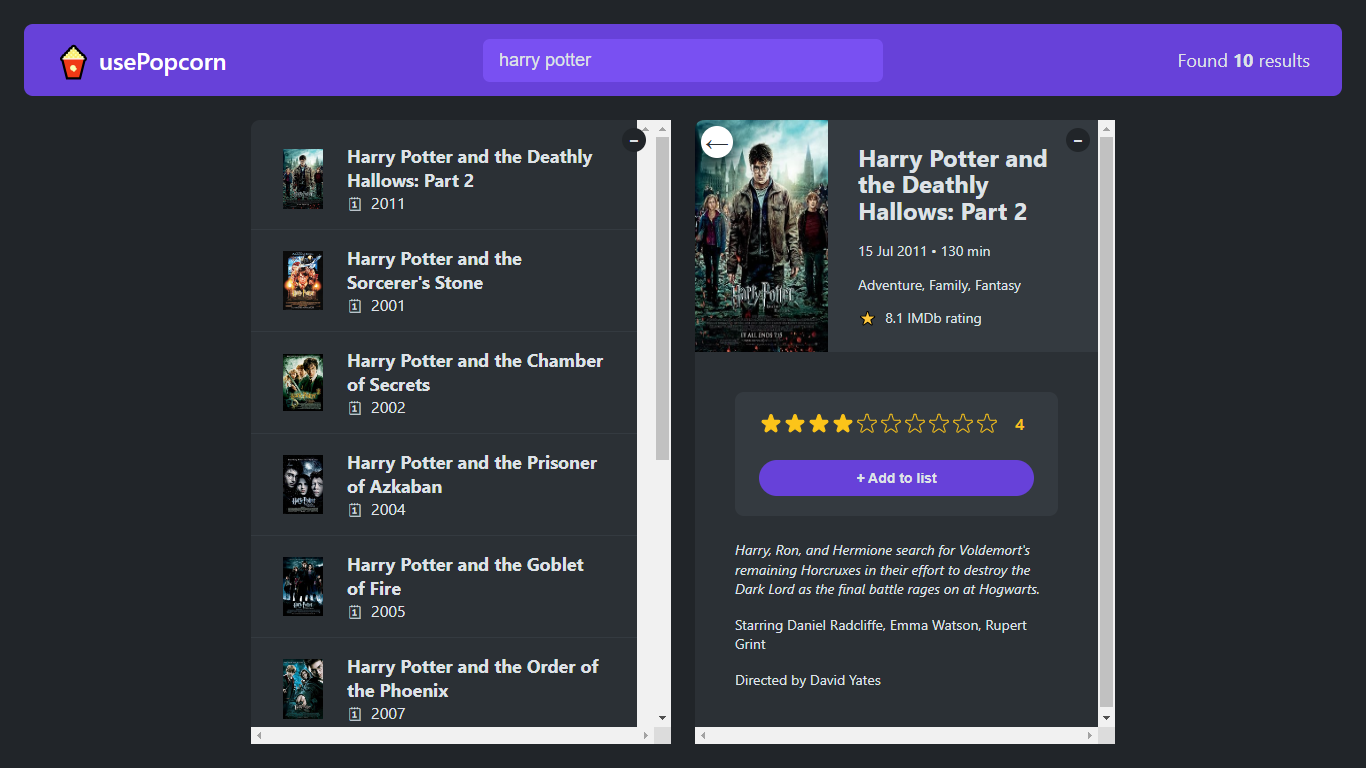 usePopcorn
harry potter
Found 10 results
Harry Potter and the Deathly
Hallows: Part 2
2011
Harry Potter and the
Sorcerer's Stone
2001
Harry Potter and the Chamber
of Secrets
2002
Harry Potter and the Prisoner
of Azkaban
2004
Harry Potter and the Goblet
of Fire
2005
Harry Potter and the Order of
the Phoenix
2007
Harry Potter
IT ALL ENDS 7.15
Harry Potter and
the Deathly
Hallows: Part 2
15 Jul 2011 • 130 min
Adventure, Family, Fantasy
8.1 IMDb rating
4
+ Add to list
Harry, Ron, and Hermione search for Voldemort's
remaining Horcruxes in their effort to destroy the
Dark Lord as the final battle rages on at Hogwarts.
Starring Daniel Radcliffe, Emma Watson, Rupert
Grint
Directed by David Yates